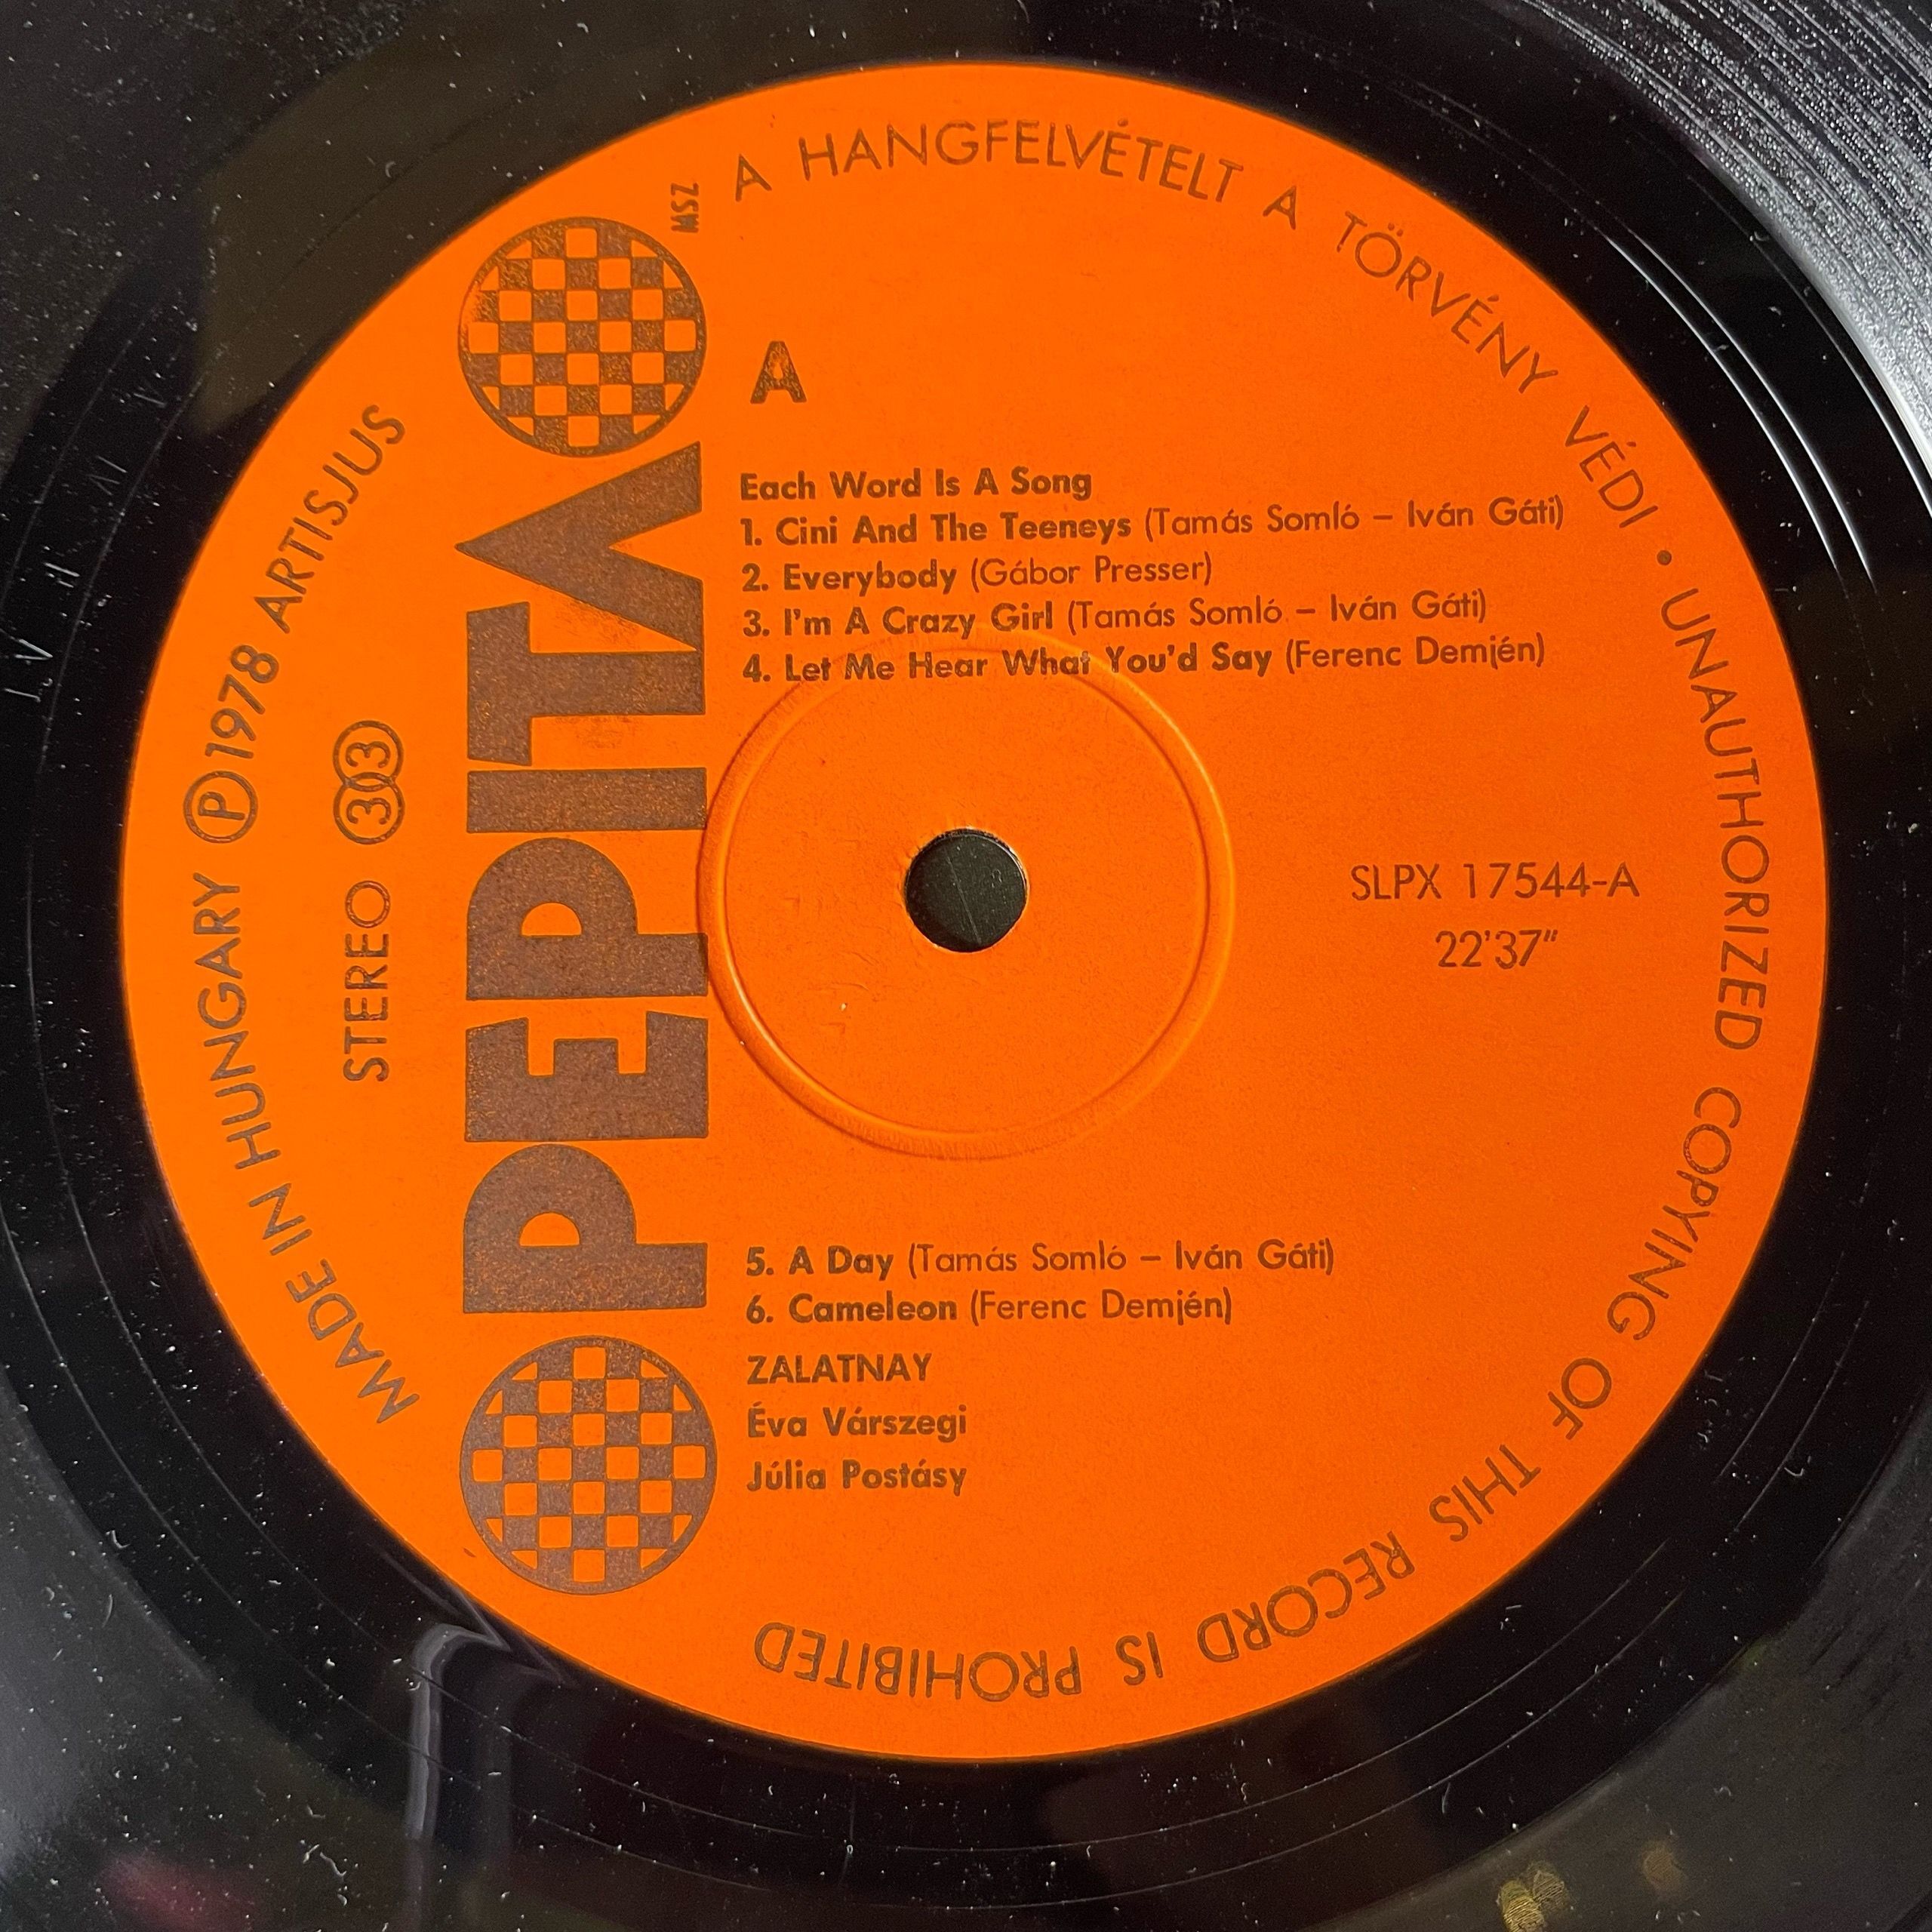 A HANGFELVÉTELT A TÖRVÉNY VÉDI • UNAUTHORIZED COPYING OF THIS RECORD IS PROHIBITED
MADE IN HUNGARY Ⓟ 1978 ARTISJUS
STEREO 33
PEPITA
MSZ
A
Each Word Is A Song
1. Cini And The Teeneys (Tamás Somló – Iván Gáti)
2. Everybody (Gábor Presser)
3. I'm A Crazy Girl (Tamás Somló – Iván Gáti)
4. Let Me Hear What You'd Say (Ferenc Demjén)
SLPX 17544-A
22'37"
5. A Day (Tamás Somló – Iván Gáti)
6. Cameleon (Ferenc Demjén)
ZALATNAY
Éva Várszegi
Júlia Postásy